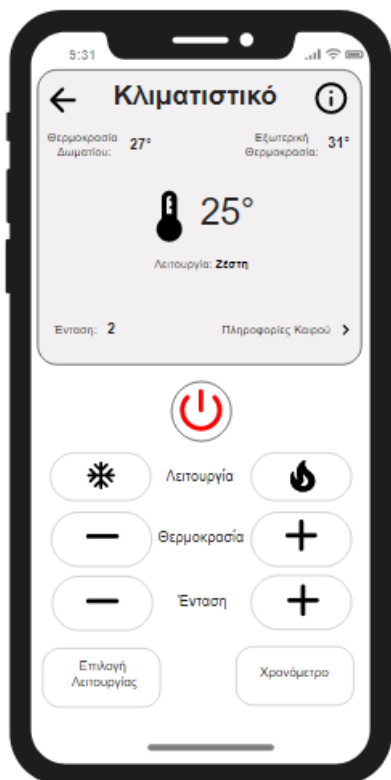 5:31
Κλιματιστικό
Θερμοκρασία 27° Εξωτερική 31°
Δωματίου: Θερμοκρασία:
25°
Λειτουργία: Ζέστη
Ένταση: 2 Πληροφορίες Καιρού
Λειτουργία
Θερμοκρασία
Ένταση
Επιλογή
Λειτουργίας
Χρονόμετρο